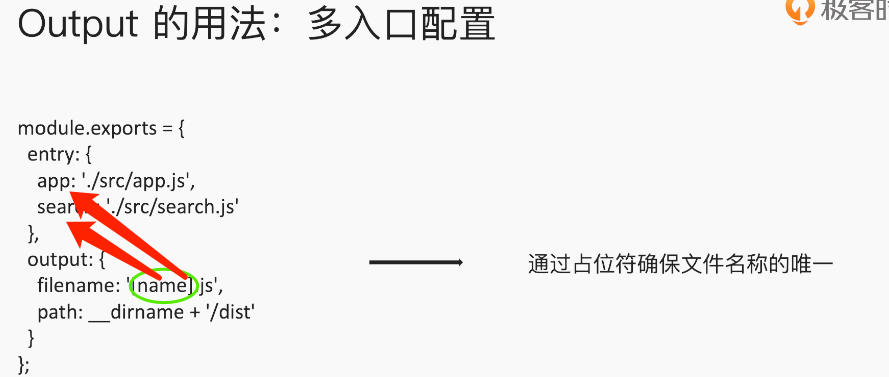 Output 的用法：多入口配置
极客时
module.exports = {
entry: {
app: './src/app.js',
search: './src/search.js'
},
output: {
filename: '[name].js',
path: __dirname + '/dist'
}
};
通过占位符确保文件名称的唯一